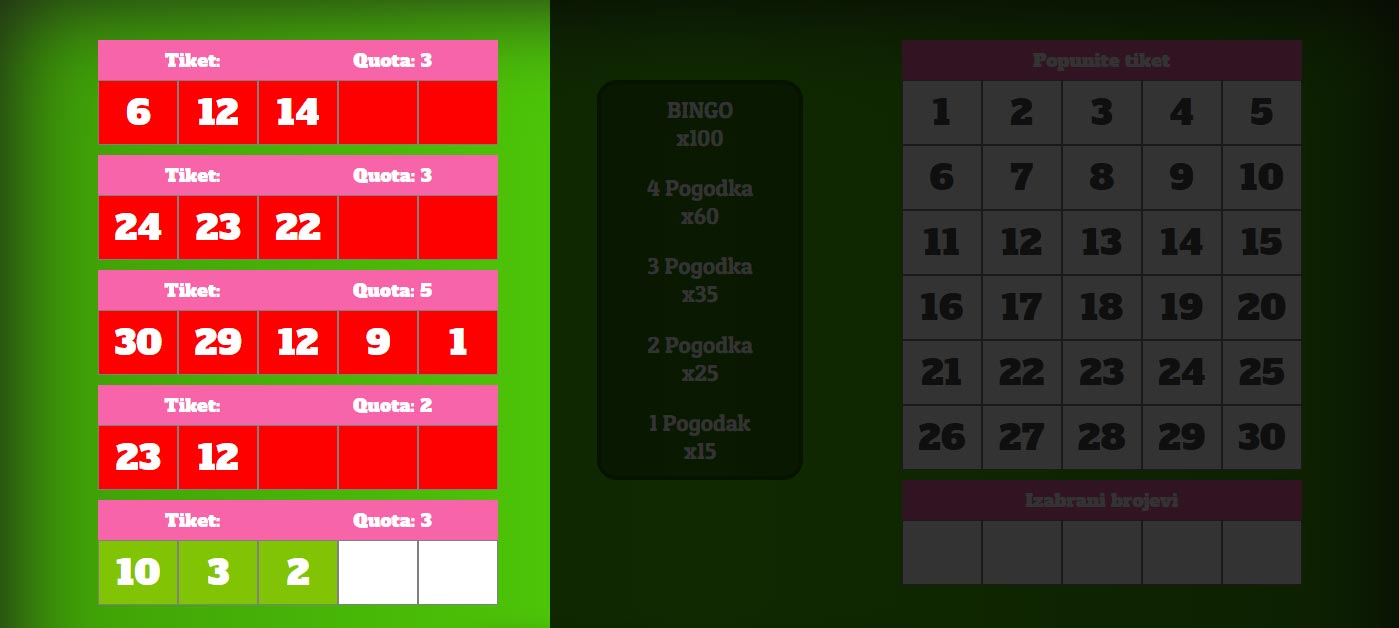 Tiket: Quota: 3
6 12 14
Tiket: Quota: 3
24 23 22
Tiket: Quota: 5
30 29 12 9 1
Tiket: Quota: 2
23 12
Tiket: Quota: 3
10 3 2
BINGO
x100
4 Pogodka
x60
3 Pogodka
x35
2 Pogodka
x25
1 Pogodak
x15
Popunite tiket
1 2 3 4 5
6 7 8 9 10
11 12 13 14 15
16 17 18 19 20
21 22 23 24 25
26 27 28 29 30
Izabrani brojevi